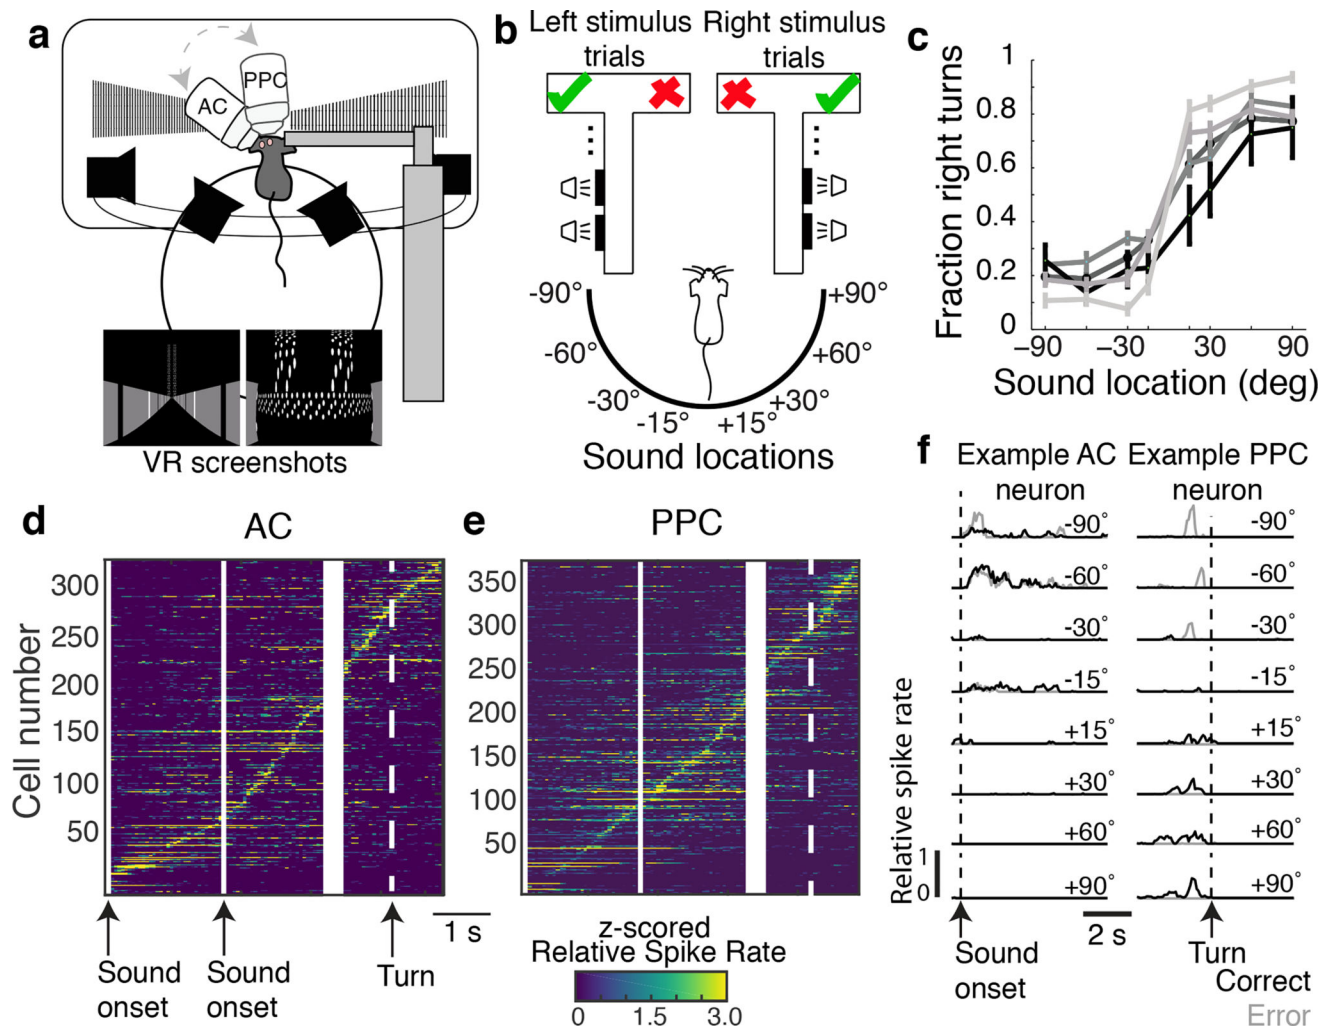 a
AC
PPC
VR screenshots
b
Left stimulus
trials
Right stimulus
trials
-90°
-60°
-30°
-15°
+15°
+30°
+60°
+90°
Sound locations
c
Fraction right turns
1
0.8
0.6
0.4
0.2
0
−90
−30
30
90
Sound location (deg)
d
AC
Cell number
300
250
200
150
100
50
Sound
onset
Sound
onset
Turn
1 s
e
PPC
350
300
250
200
150
100
50
z-scored
Relative Spike Rate
0
1.5
3.0
f
Example AC
neuron
Example PPC
neuron
-90°
-60°
-30°
-15°
+15°
+30°
+60°
+90°
-90°
-60°
-30°
-15°
+15°
+30°
+60°
+90°
Relative spike rate
1
0
Sound
onset
2 s
Turn
Correct
Error